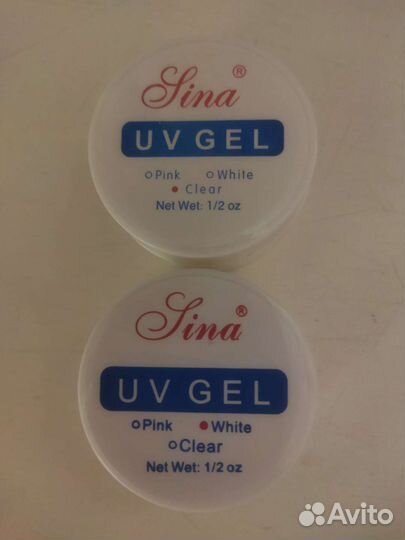 Sina®
UV GEL
○Pink ○White
●Clear
Net Wet: 1/2 oz
Sina®
UV GEL
○Pink ●White
○Clear
Net Wet: 1/2 oz
Avito